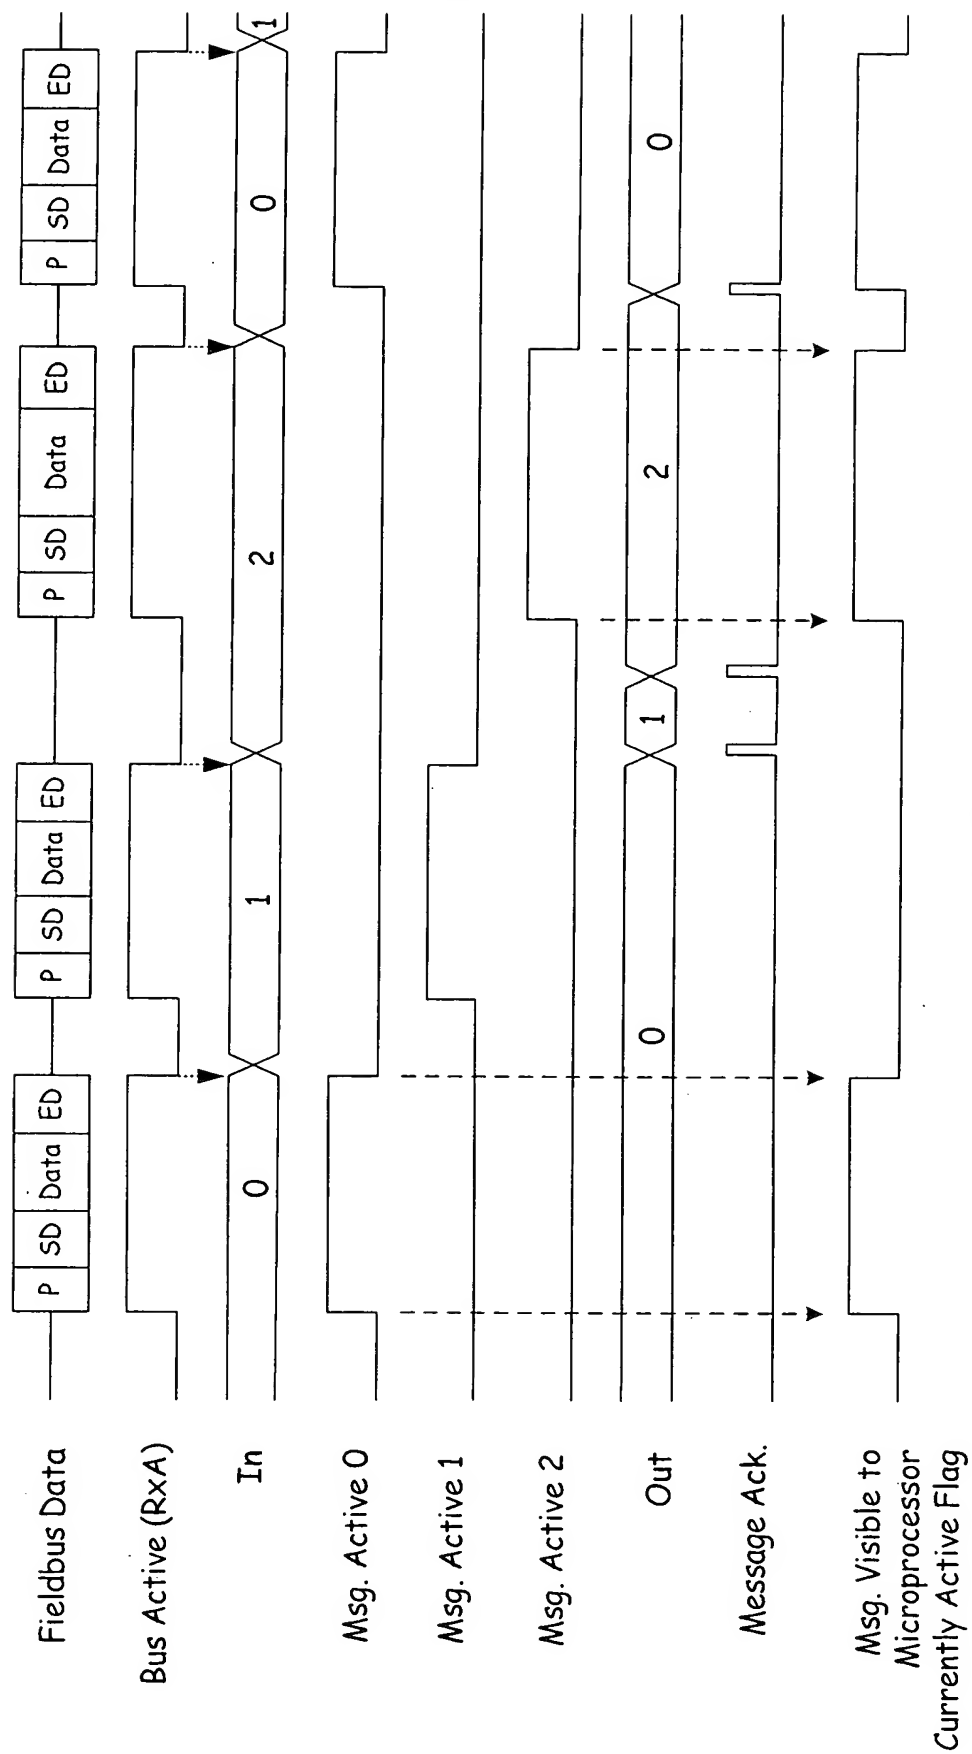 Fieldbus Data
P SD Data ED P SD Data ED P SD Data ED P SD Data ED
Bus Active (RxA)
In
0 1 2 0 1
Msg. Active 0
Msg. Active 1
Msg. Active 2
Out
0 1 2 0
Message Ack.
Msg. Visible to
Microprocessor
Currently Active Flag